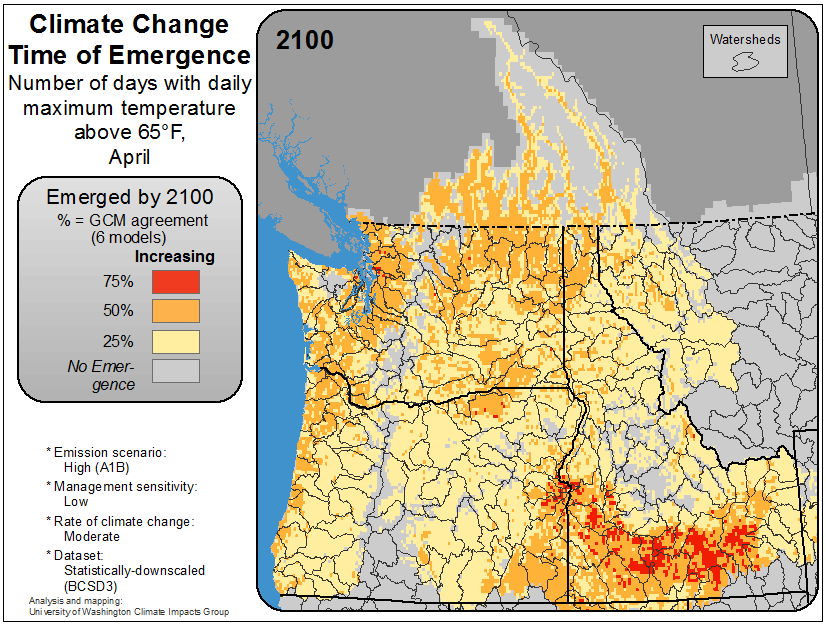 Climate Change
Time of Emergence
Number of days with daily
maximum temperature
above 65°F,
April
Emerged by 2100
% = GCM agreement
(6 models)
Increasing
75%
50%
25%
No Emer-
gence
* Emission scenario:
High (A1B)
* Management sensitivity:
Low
* Rate of climate change:
Moderate
* Dataset:
Statistically-downscaled
(BCSD3)
Analysis and mapping:
University of Washington Climate Impacts Group
2100
Watersheds